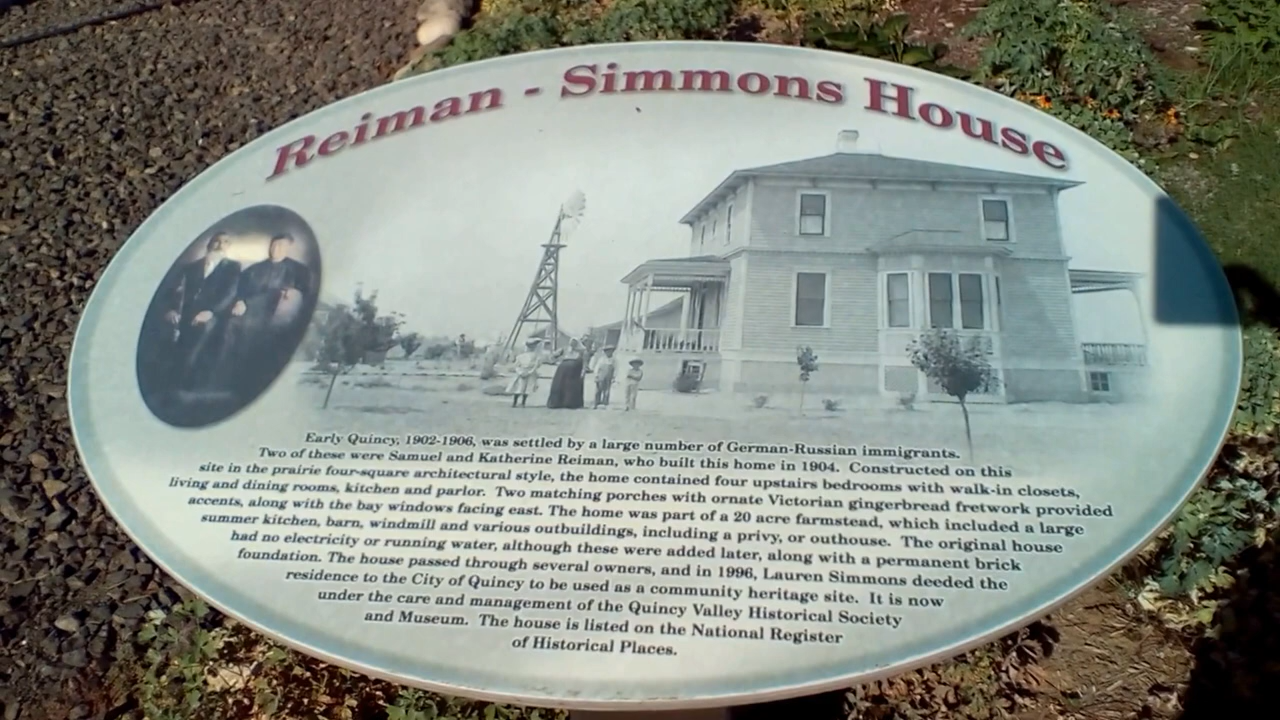 Reiman - Simmons House
Early Quincy, 1902-1906, was settled by a large number of German-Russian immigrants.
Two of these were Samuel and Katherine Reiman, who built this home in 1904. Constructed on this
site in the prairie four-square architectural style, the home contained four upstairs bedrooms with walk-in closets,
living and dining rooms, kitchen and parlor. Two matching porches with ornate Victorian gingerbread fretwork provided
accents, along with the bay windows facing east. The home was part of a 20 acre farmstead, which included a large
summer kitchen, barn, windmill and various outbuildings, including a privy, or outhouse. The original house
had no electricity or running water, although these were added later, along with a permanent brick
foundation. The house passed through several owners, and in 1996, Lauren Simmons deeded the
residence to the City of Quincy to be used as a community heritage site. It is now
under the care and management of the Quincy Valley Historical Society
and Museum. The house is listed on the National Register
of Historical Places.